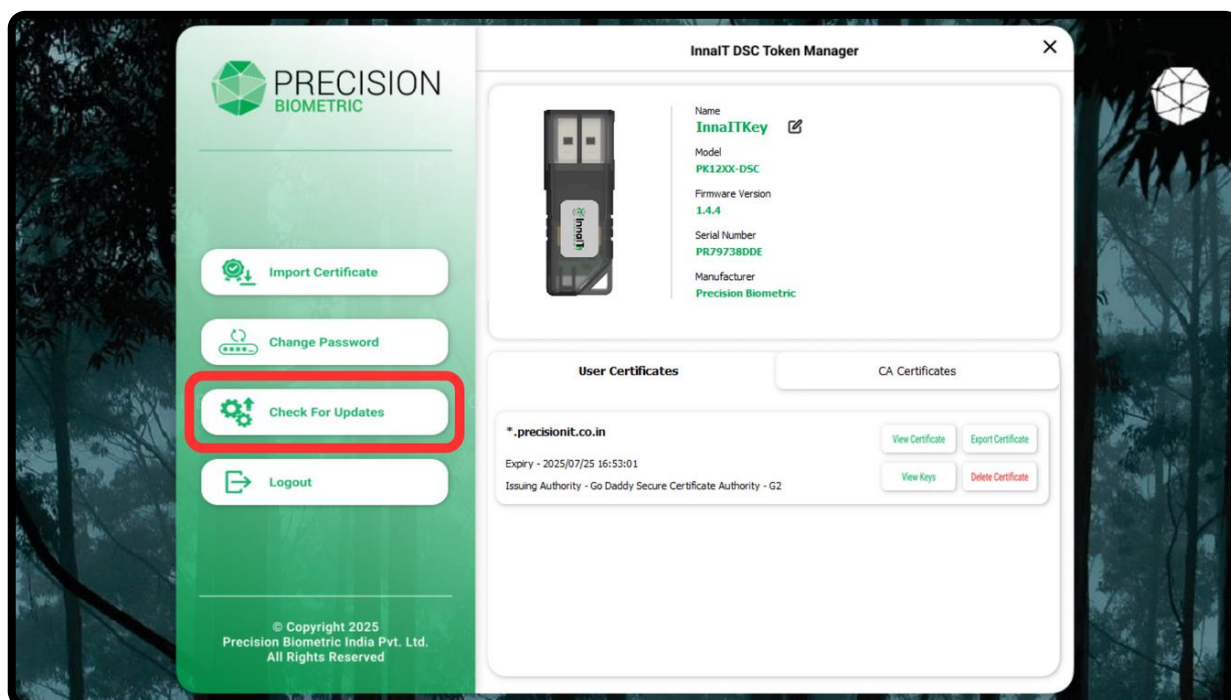 PRECISION
BIOMETRIC
Import Certificate
Change Password
Check For Updates
Logout
© Copyright 2025
Precision Biometric India Pvt. Ltd.
All Rights Reserved
InnaIT DSC Token Manager
InnaIT
Name
InnaITKey
Model
PK12XX-DSC
Firmware Version
1.4.4
Serial Number
PR79738DDE
Manufacturer
Precision Biometric
User Certificates
CA Certificates
*.precisionit.co.in
Expiry - 2025/07/25 16:53:01
Issuing Authority - Go Daddy Secure Certificate Authority - G2
View Certificate
Export Certificate
View Keys
Delete Certificate